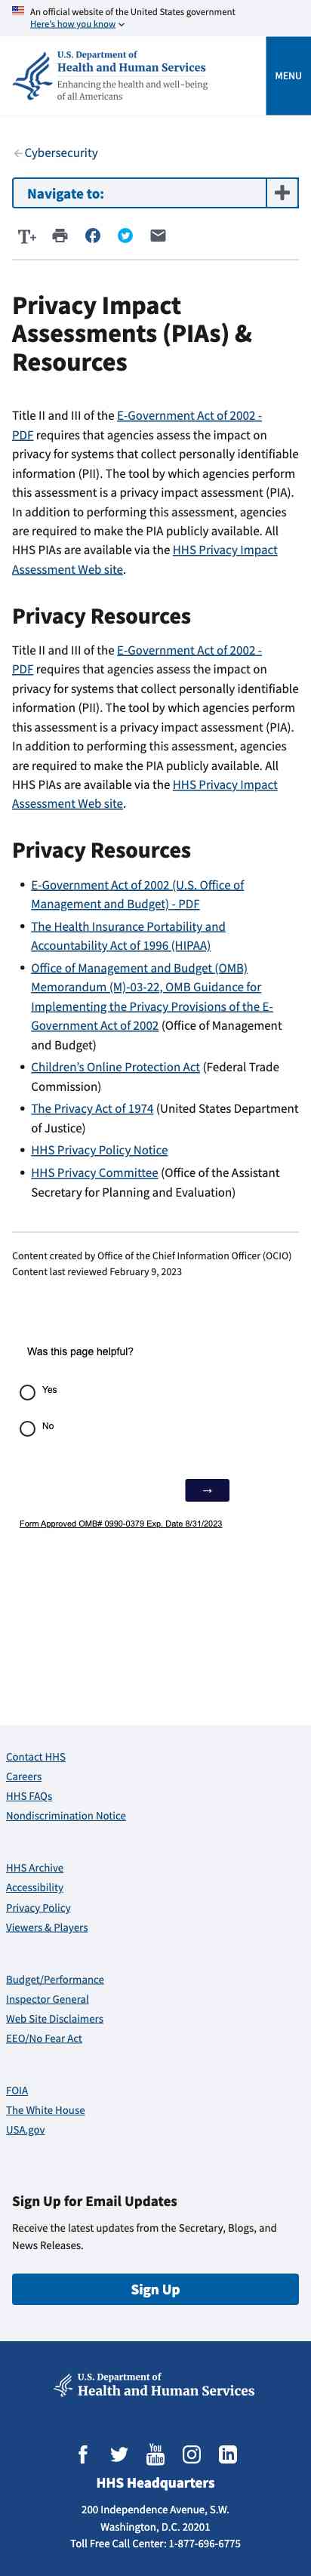 An official website of the United States government
Here's how you know
U.S. Department of
Health and Human Services
Enhancing the health and well-being
of all Americans
MENU
Cybersecurity
Navigate to:
T+
Privacy Impact
Assessments (PIAs) &
Resources
Title II and III of the E-Government Act of 2002 -
PDF requires that agencies assess the impact on
privacy for systems that collect personally identifiable
information (PII). The tool by which agencies perform
this assessment is a privacy impact assessment (PIA).
In addition to performing this assessment, agencies
are required to make the PIA publicly available. All
HHS PIAs are available via the HHS Privacy Impact
Assessment Web site.
Privacy Resources
Title II and III of the E-Government Act of 2002 -
PDF requires that agencies assess the impact on
privacy for systems that collect personally identifiable
information (PII). The tool by which agencies perform
this assessment is a privacy impact assessment (PIA).
In addition to performing this assessment, agencies
are required to make the PIA publicly available. All
HHS PIAs are available via the HHS Privacy Impact
Assessment Web site.
Privacy Resources
• E-Government Act of 2002 (U.S. Office of
Management and Budget) - PDF
• The Health Insurance Portability and
Accountability Act of 1996 (HIPAA)
• Office of Management and Budget (OMB)
Memorandum (M)-03-22, OMB Guidance for
Implementing the Privacy Provisions of the E-
Government Act of 2002 (Office of Management
and Budget)
• Children's Online Protection Act (Federal Trade
Commission)
• The Privacy Act of 1974 (United States Department
of Justice)
• HHS Privacy Policy Notice
• HHS Privacy Committee (Office of the Assistant
Secretary for Planning and Evaluation)
Content created by Office of the Chief Information Officer (OCIO)
Content last reviewed February 9, 2023
Was this page helpful?
Yes
No
→
Form Approved OMB# 0990-0379 Exp. Date 8/31/2023
Contact HHS
Careers
HHS FAQs
Nondiscrimination Notice
HHS Archive
Accessibility
Privacy Policy
Viewers & Players
Budget/Performance
Inspector General
Web Site Disclaimers
EEO/No Fear Act
FOIA
The White House
USA.gov
Sign Up for Email Updates
Receive the latest updates from the Secretary, Blogs, and
News Releases.
Sign Up
U.S. Department of
Health and Human Services
You
Tube
HHS Headquarters
200 Independence Avenue, S.W.
Washington, D.C. 20201
Toll Free Call Center: 1-877-696-6775